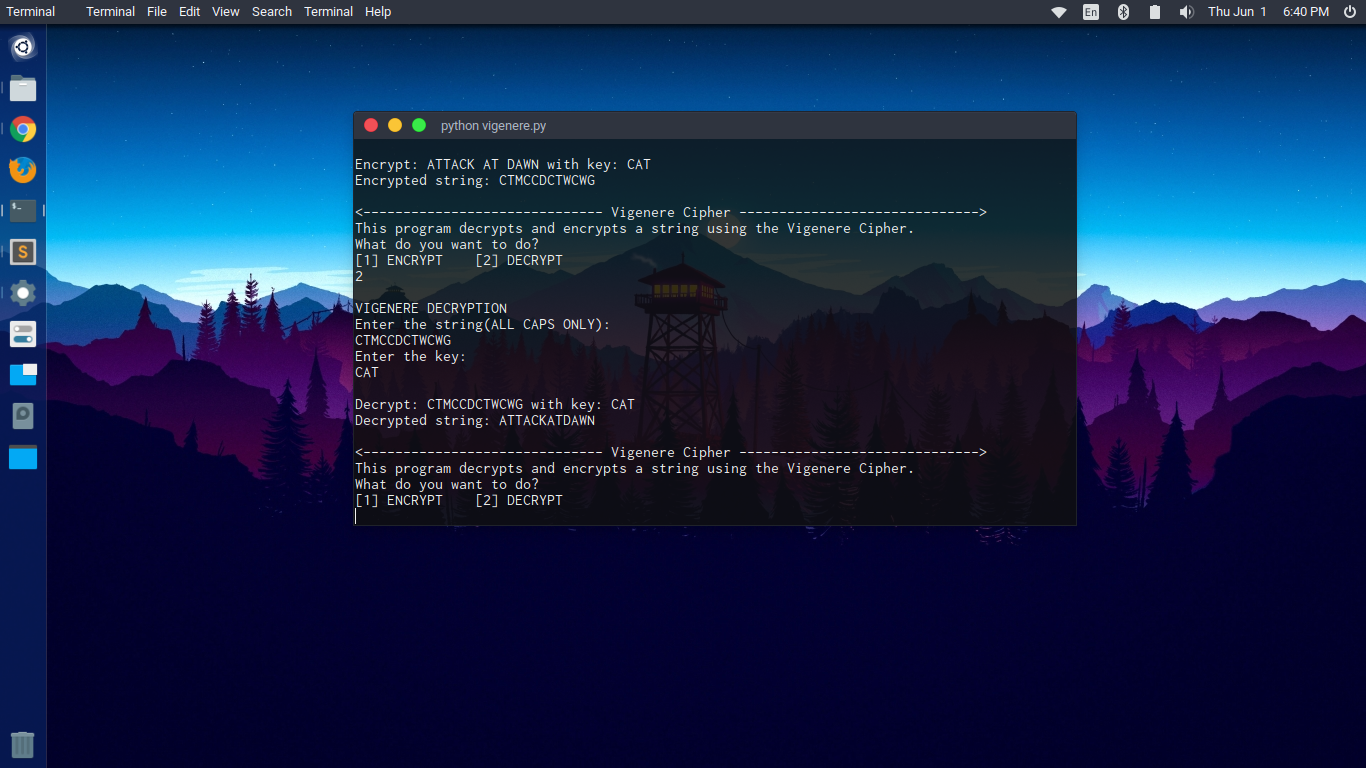 Terminal Terminal File Edit View Search Terminal Help En Thu Jun 1 6:40 PM
python vigenere.py
Encrypt: ATTACK AT DAWN with key: CAT
Encrypted string: CTMCCDCTWCWG
<------------------------------ Vigenere Cipher ------------------------------>
This program decrypts and encrypts a string using the Vigenere Cipher.
What do you want to do?
[1] ENCRYPT    [2] DECRYPT
2
VIGENERE DECRYPTION
Enter the string(ALL CAPS ONLY):
CTMCCDCTWCWG
Enter the key:
CAT
Decrypt: CTMCCDCTWCWG with key: CAT
Decrypted string: ATTACKATDAWN
<------------------------------ Vigenere Cipher ------------------------------>
This program decrypts and encrypts a string using the Vigenere Cipher.
What do you want to do?
[1] ENCRYPT    [2] DECRYPT